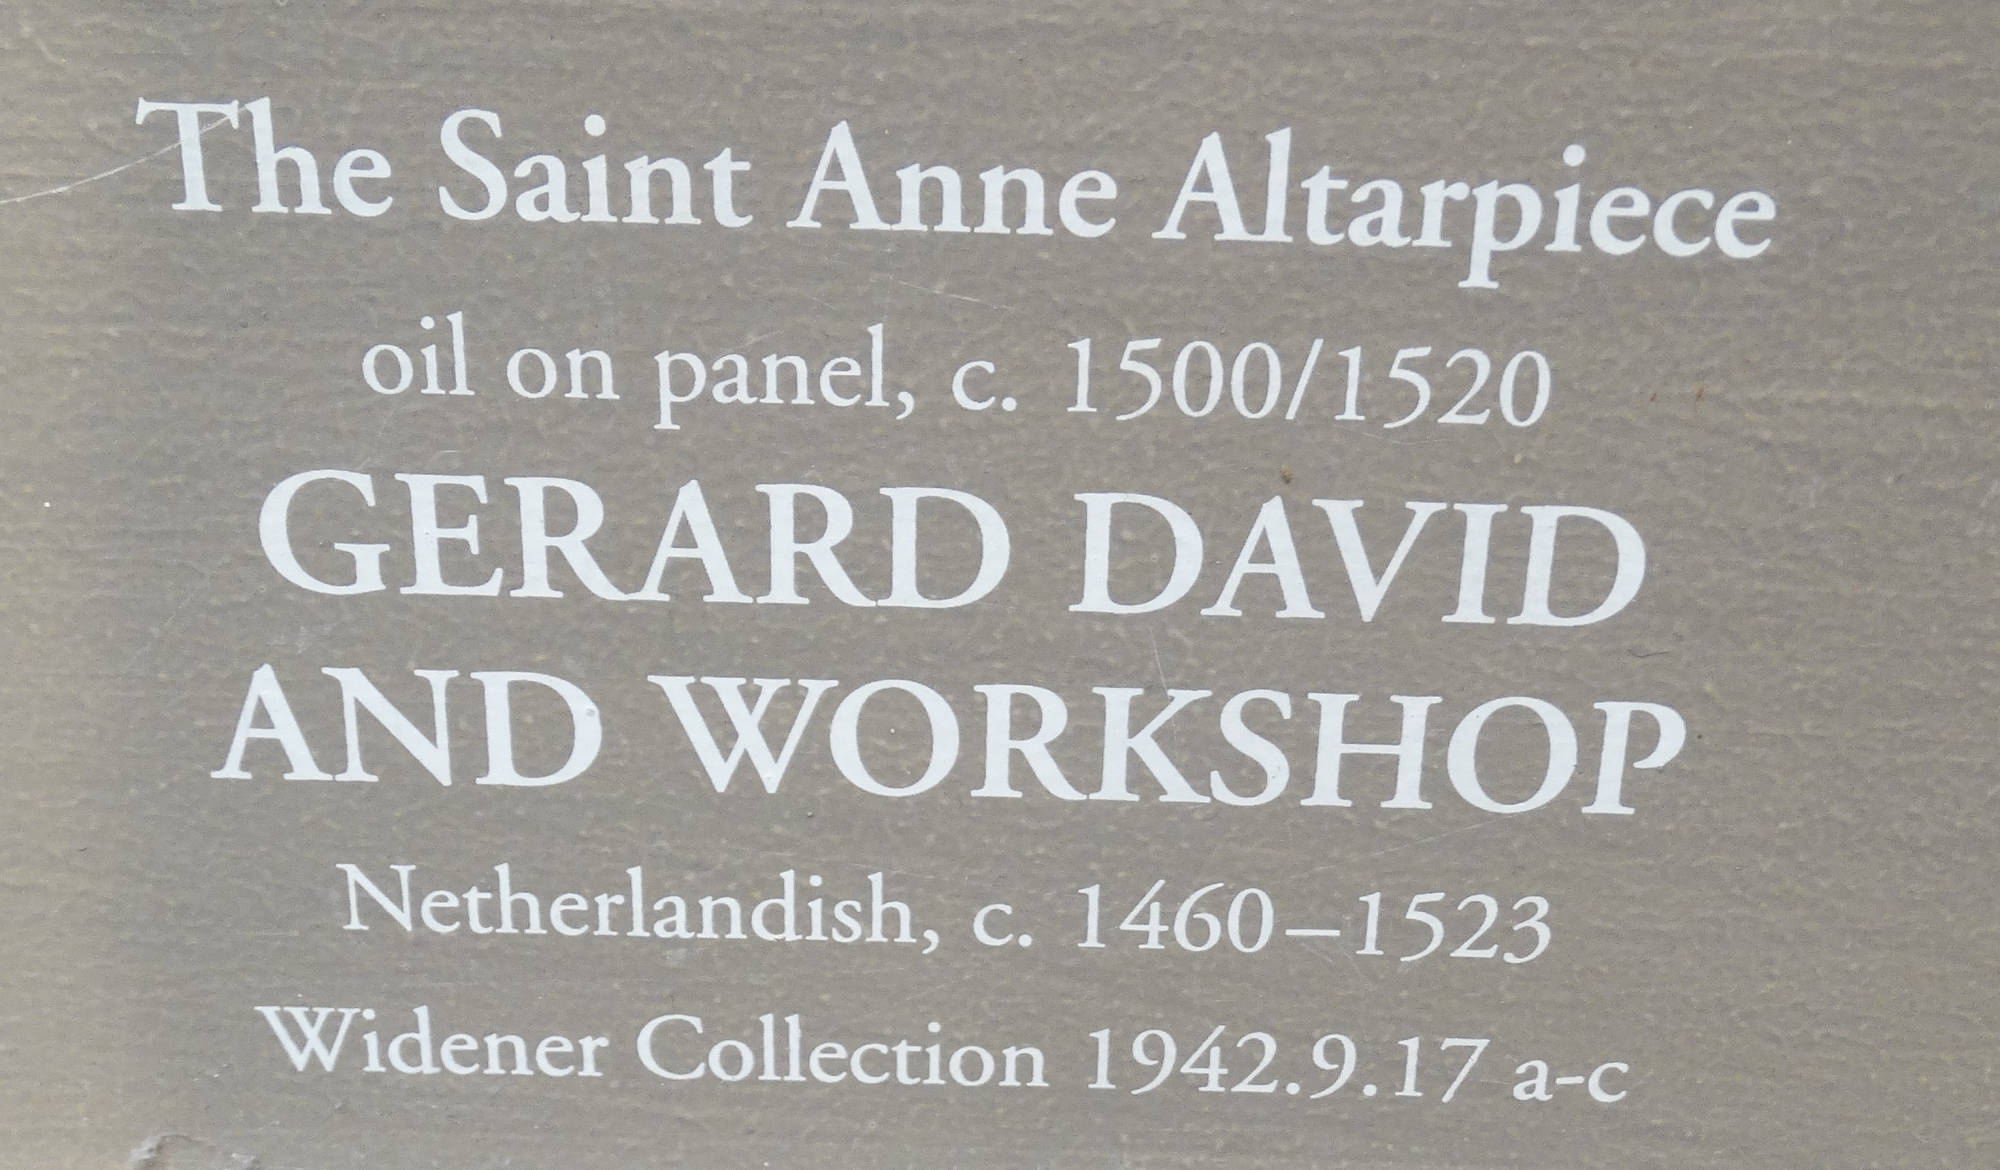 The Saint Anne Altarpiece
oil on panel, c. 1500/1520
GERARD DAVID
AND WORKSHOP
Netherlandish, c. 1460–1523
Widener Collection 1942.9.17 a-c